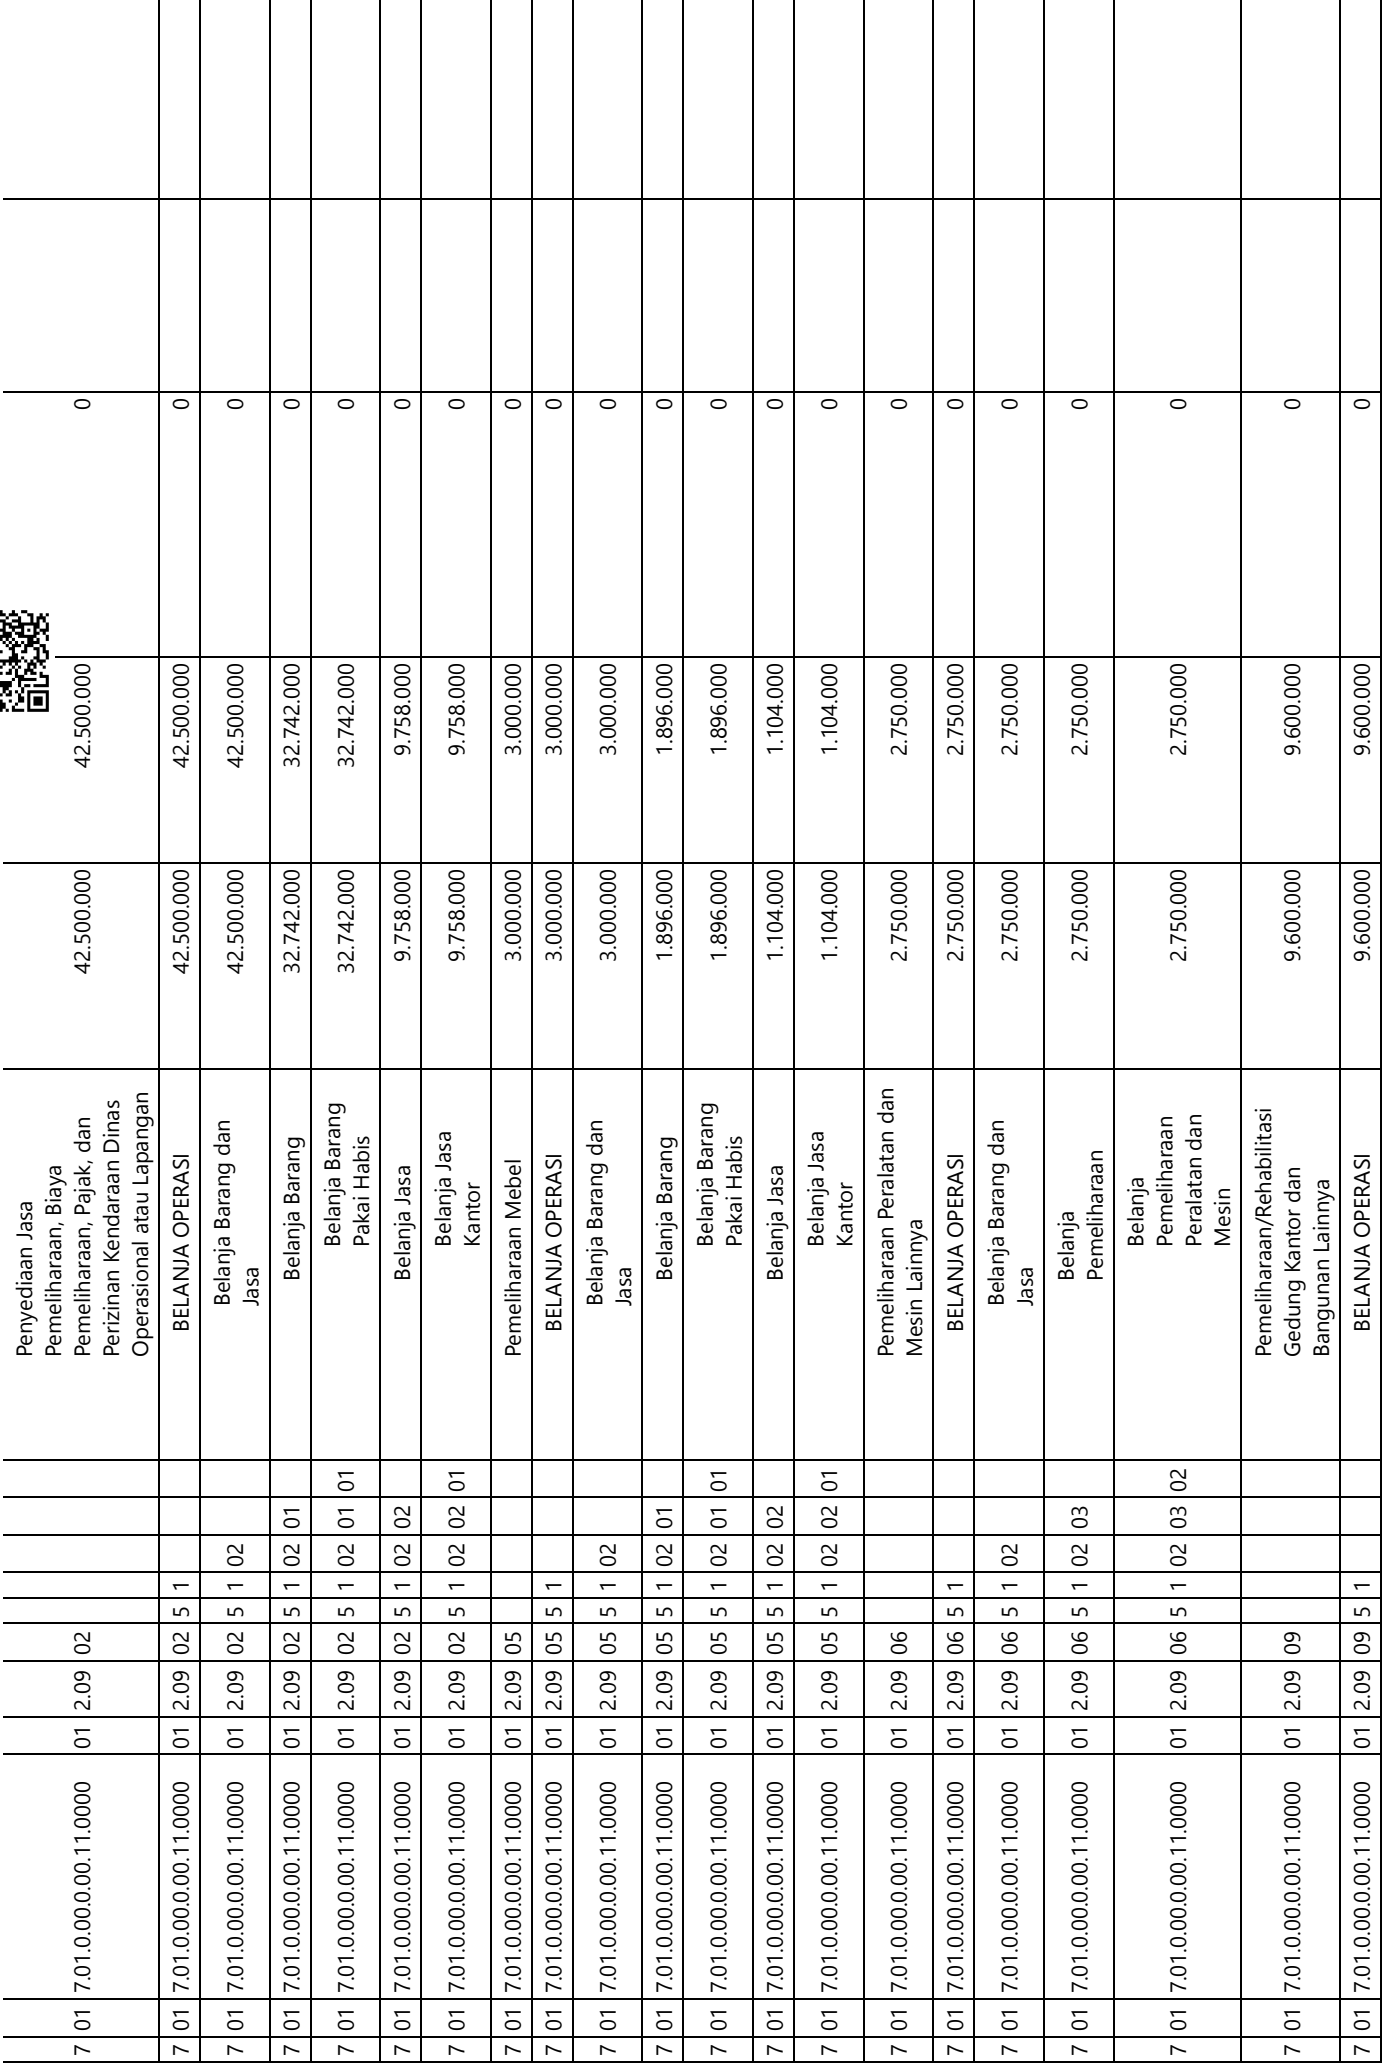 Penyediaan Jasa
Pemeliharaan, Biaya
7 01 7.01.0.00.0.00.11.0000 01 2.09 02 Pemeliharaan, Pajak, dan 42.500.000 42.500.000 0
Perizinan Kendaraan Dinas
Operasional atau Lapangan
7 01 7.01.0.00.0.00.11.0000 01 2.09 02 5 1 BELANJA OPERASI 42.500.000 42.500.000 0
7 01 7.01.0.00.0.00.11.0000 01 2.09 02 5 1 02 Belanja Barang dan 42.500.000 42.500.000 0
Jasa
7 01 7.01.0.00.0.00.11.0000 01 2.09 02 5 1 02 01 Belanja Barang 32.742.000 32.742.000 0
7 01 7.01.0.00.0.00.11.0000 01 2.09 02 5 1 02 01 01 Belanja Barang 32.742.000 32.742.000 0
Pakai Habis
7 01 7.01.0.00.0.00.11.0000 01 2.09 02 5 1 02 02 Belanja Jasa 9.758.000 9.758.000 0
7 01 7.01.0.00.0.00.11.0000 01 2.09 02 5 1 02 02 01 Belanja Jasa 9.758.000 9.758.000 0
Kantor
7 01 7.01.0.00.0.00.11.0000 01 2.09 05 Pemeliharaan Mebel 3.000.000 3.000.000 0
7 01 7.01.0.00.0.00.11.0000 01 2.09 05 5 1 BELANJA OPERASI 3.000.000 3.000.000 0
7 01 7.01.0.00.0.00.11.0000 01 2.09 05 5 1 02 Belanja Barang dan 3.000.000 3.000.000 0
Jasa
7 01 7.01.0.00.0.00.11.0000 01 2.09 05 5 1 02 01 Belanja Barang 1.896.000 1.896.000 0
7 01 7.01.0.00.0.00.11.0000 01 2.09 05 5 1 02 01 01 Belanja Barang 1.896.000 1.896.000 0
Pakai Habis
7 01 7.01.0.00.0.00.11.0000 01 2.09 05 5 1 02 02 Belanja Jasa 1.104.000 1.104.000 0
7 01 7.01.0.00.0.00.11.0000 01 2.09 05 5 1 02 02 01 Belanja Jasa 1.104.000 1.104.000 0
Kantor
7 01 7.01.0.00.0.00.11.0000 01 2.09 06 Pemeliharaan Peralatan dan 2.750.000 2.750.000 0
Mesin Lainnya
7 01 7.01.0.00.0.00.11.0000 01 2.09 06 5 1 BELANJA OPERASI 2.750.000 2.750.000 0
7 01 7.01.0.00.0.00.11.0000 01 2.09 06 5 1 02 Belanja Barang dan 2.750.000 2.750.000 0
Jasa
7 01 7.01.0.00.0.00.11.0000 01 2.09 06 5 1 02 03 Belanja 2.750.000 2.750.000 0
Pemeliharaan
7 01 7.01.0.00.0.00.11.0000 01 2.09 06 5 1 02 03 02 Belanja 2.750.000 2.750.000 0
Pemeliharaan
Peralatan dan
Mesin
7 01 7.01.0.00.0.00.11.0000 01 2.09 09 Pemeliharaan/Rehabilitasi 9.600.000 9.600.000 0
Gedung Kantor dan
Bangunan Lainnya
7 01 7.01.0.00.0.00.11.0000 01 2.09 09 5 1 BELANJA OPERASI 9.600.000 9.600.000 0